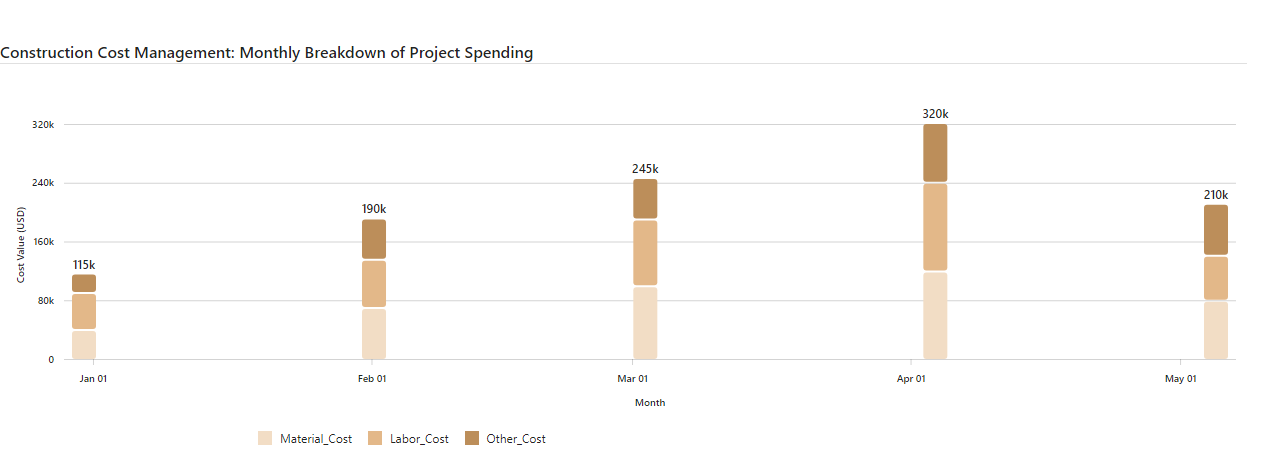 Construction Cost Management: Monthly Breakdown of Project Spending
320k
320k
245k
240k
210k
190k
160k
115k
80k
0
Cost Value (USD)
Jan 01 Feb 01 Mar 01 Apr 01 May 01
Month
Material_Cost Labor_Cost Other_Cost